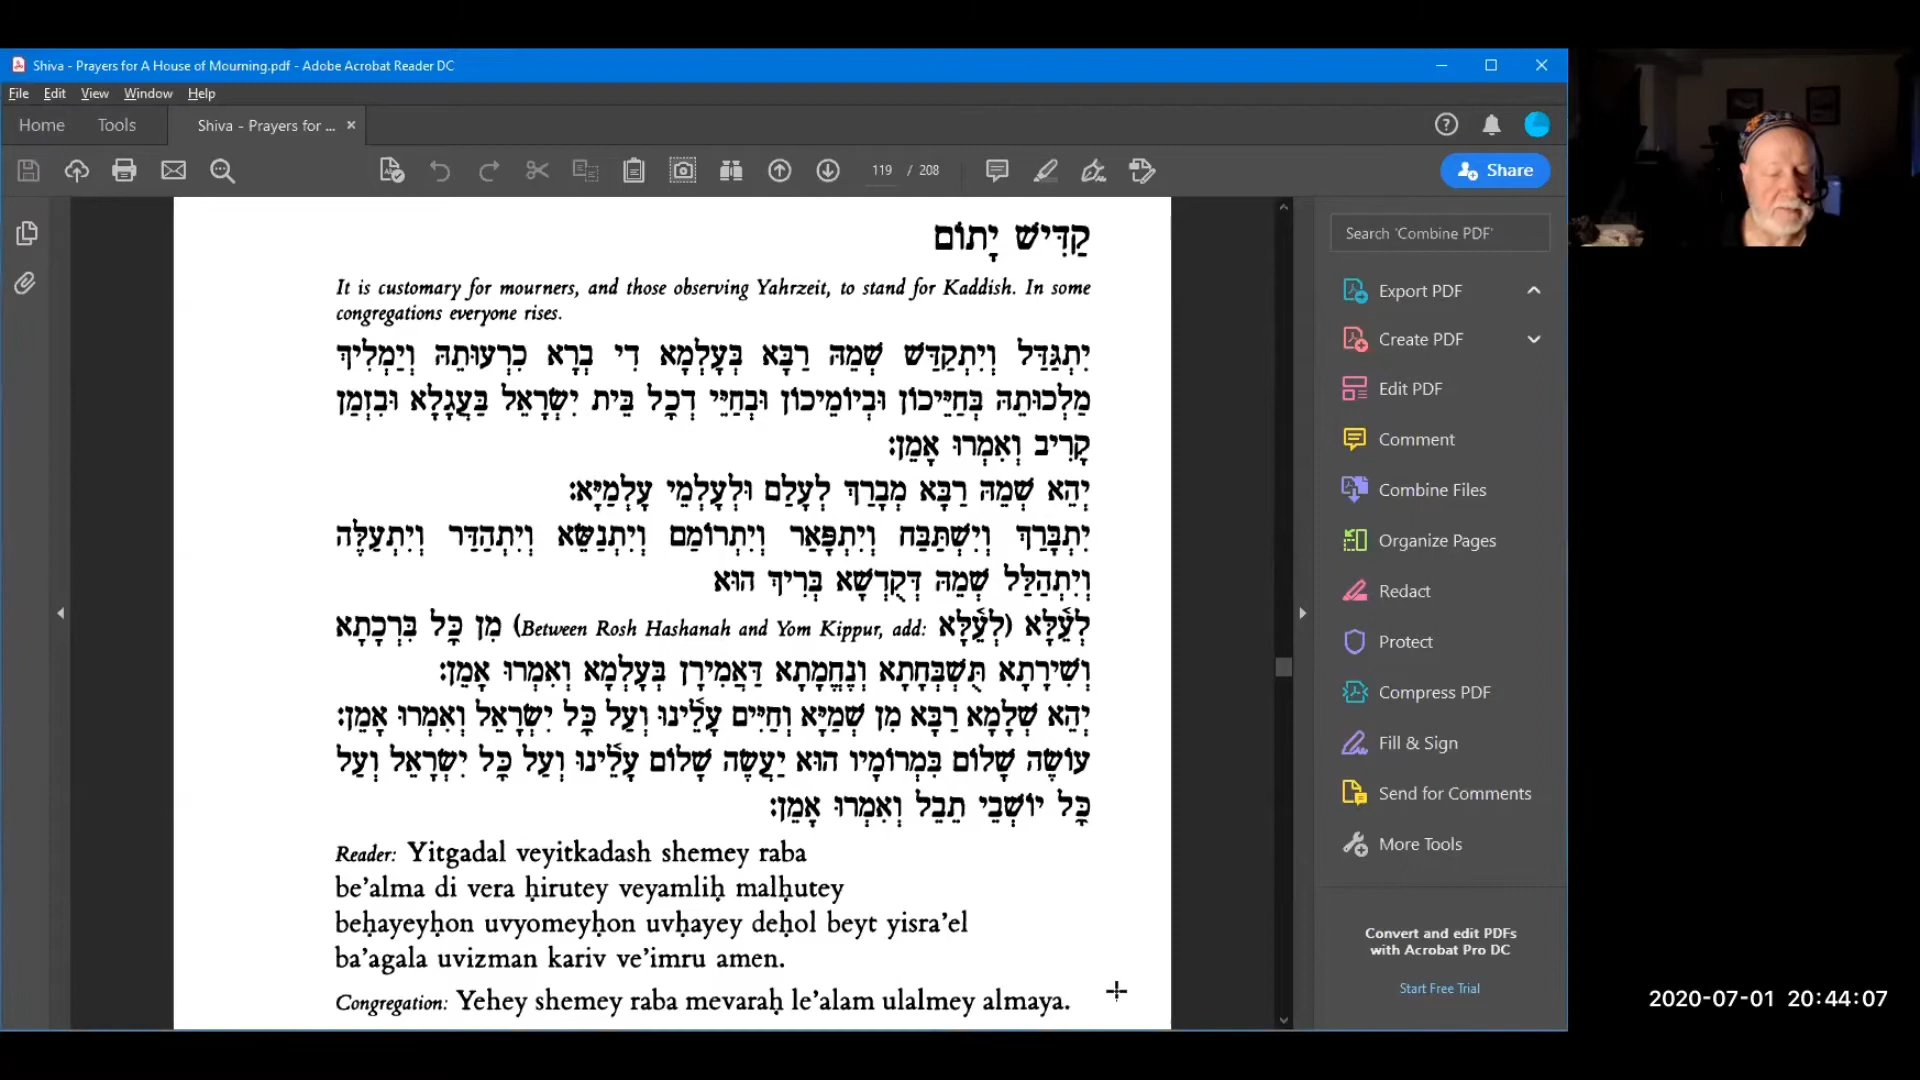 Shiva - Prayers for A House of Mourning.pdf - Adobe Acrobat Reader DC
File Edit View Window Help
Home Tools Shiva - Prayers for ... ×
119 / 208
Share
קַדִּישׁ יָתוֹם
It is customary for mourners, and those observing Yahrzeit, to stand for Kaddish. In some
congregations everyone rises.
יִתְגַּדַּל וְיִתְקַדַּשׁ שְׁמֵהּ רַבָּא בְּעָלְמָא דִּי בְרָא כִרְעוּתֵהּ וְיַמְלִיךְ
מַלְכוּתֵהּ בְּחַיֵּיכוֹן וּבְיוֹמֵיכוֹן וּבְחַיֵּי דְכָל בֵּית יִשְׂרָאֵל בַּעֲגָלָא וּבִזְמַן
קָרִיב וְאִמְרוּ אָמֵן:
יְהֵא שְׁמֵהּ רַבָּא מְבָרַךְ לְעָלַם וּלְעָלְמֵי עָלְמַיָּא:
יִתְבָּרַךְ וְיִשְׁתַּבַּח וְיִתְפָּאַר וְיִתְרוֹמַם וְיִתְנַשֵּׂא וְיִתְהַדַּר וְיִתְעַלֶּה
וְיִתְהַלַּל שְׁמֵהּ דְּקֻדְשָׁא בְּרִיךְ הוּא
לְעֵלָּא (Between Rosh Hashanah and Yom Kippur, add: לְעֵלָּא) מִן כָּל בִּרְכָתָא
וְשִׁירָתָא תֻּשְׁבְּחָתָא וְנֶחֱמָתָא דַּאֲמִירָן בְּעָלְמָא וְאִמְרוּ אָמֵן:
יְהֵא שְׁלָמָא רַבָּא מִן שְׁמַיָּא וְחַיִּים עָלֵינוּ וְעַל כָּל יִשְׂרָאֵל וְאִמְרוּ אָמֵן:
עוֹשֶׂה שָׁלוֹם בִּמְרוֹמָיו הוּא יַעֲשֶׂה שָׁלוֹם עָלֵינוּ וְעַל כָּל יִשְׂרָאֵל וְעַל
כָּל יוֹשְׁבֵי תֵבֵל וְאִמְרוּ אָמֵן:
Reader: Yitgadal veyitkadash shemey raba
be’alma di vera ḥirutey veyamliḥ malḥutey
beḥayeyḥon uvyomeyḥon uvḥayey deḥol beyt yisra’el
ba’agala uvizman kariv ve’imru amen.
Congregation: Yehey shemey raba mevaraḥ le’alam ulalmey almaya.
Search 'Combine PDF'
Export PDF
Create PDF
Edit PDF
Comment
Combine Files
Organize Pages
Redact
Protect
Compress PDF
Fill & Sign
Send for Comments
More Tools
Convert and edit PDFs
with Acrobat Pro DC
Start Free Trial
2020-07-01 20:44:07